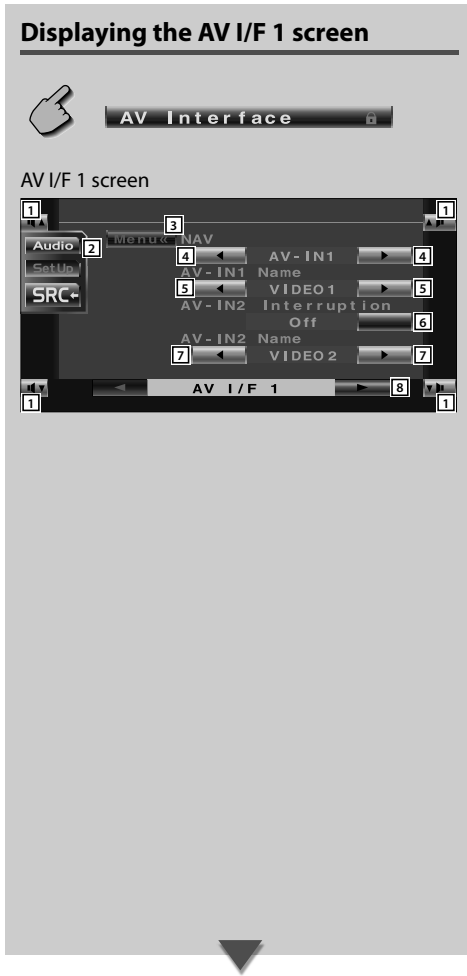 Displaying the AV I/F 1 screen
AV Interface
AV I/F 1 screen
1 1
3
Audio 2 Menu« NAV
4 AV-IN1 4
SetUp AV-IN1 Name
SRC 5 VIDEO1 5
AV-IN2 Interruption
Off 6
AV-IN2 Name
7 VIDEO2 7
AV I/F 1 8
1 1